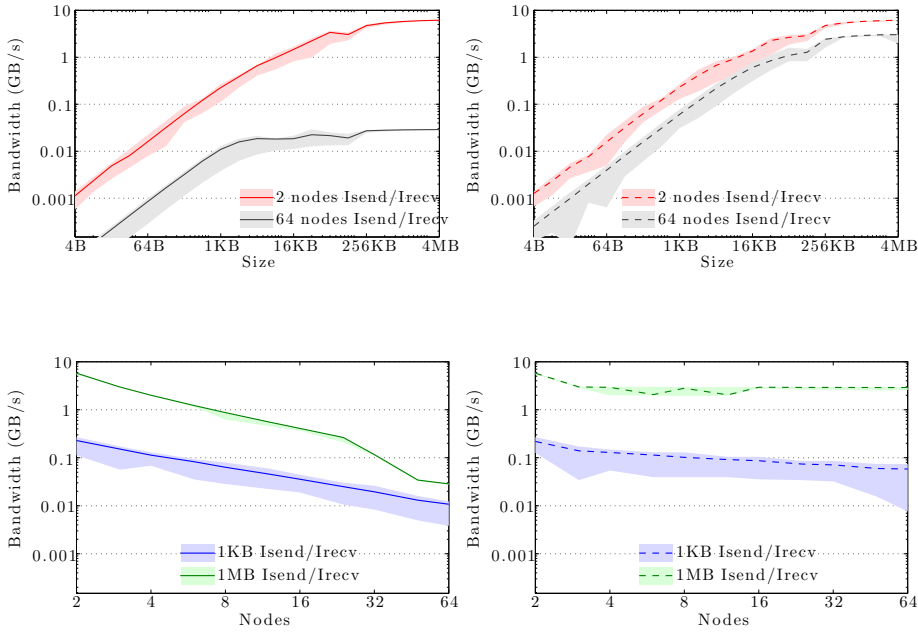 10
1
0.1
0.01
0.001
Bandwidth (GB/s)
2 nodes Isend/Irecv
64 nodes Isend/Irecv
4B 64B 1KB 16KB 256KB 4MB
Size
10
1
0.1
0.01
0.001
Bandwidth (GB/s)
2 nodes Isend/Irecv
64 nodes Isend/Irecv
4B 64B 1KB 16KB 256KB 4MB
Size
10
1
0.1
0.01
0.001
Bandwidth (GB/s)
1KB Isend/Irecv
1MB Isend/Irecv
2 4 8 16 32 64
Nodes
10
1
0.1
0.01
0.001
Bandwidth (GB/s)
1KB Isend/Irecv
1MB Isend/Irecv
2 4 8 16 32 64
Nodes